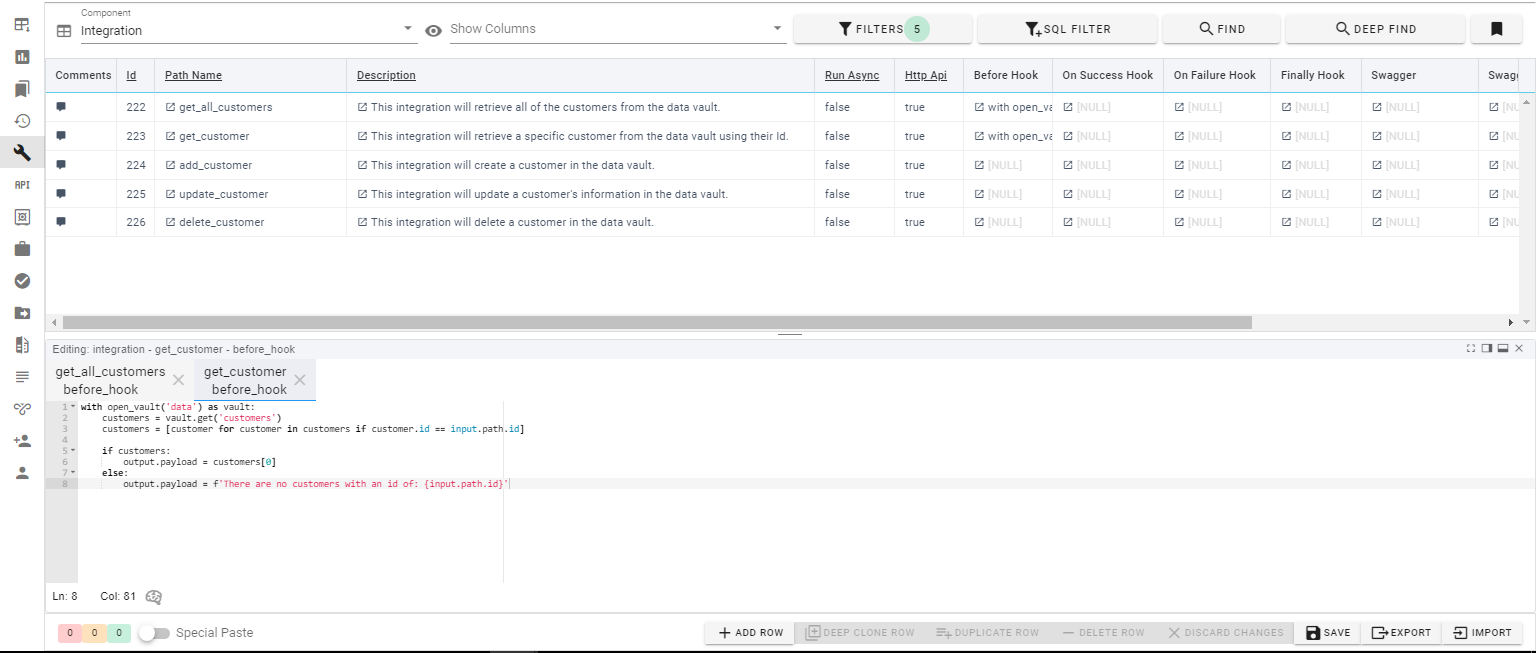 Component
Integration
Show Columns
FILTERS 5
SQL FILTER
FIND
DEEP FIND
Comments Id Path Name Description Run Async Http Api Before Hook On Success Hook On Failure Hook Finally Hook Swagger Swag
222 get_all_customers This integration will retrieve all of the customers from the data vault. false true with open_va [NULL] [NULL] [NULL] [NULL] [NU
223 get_customer This integration will retrieve a specific customer from the data vault using their Id. false true with open_va [NULL] [NULL] [NULL] [NULL] [NU
224 add_customer This integration will create a customer in the data vault. false true [NULL] [NULL] [NULL] [NULL] [NULL] [NU
225 update_customer This integration will update a customer's information in the data vault. false true [NULL] [NULL] [NULL] [NULL] [NULL] [NU
226 delete_customer This integration will delete a customer in the data vault. false true [NULL] [NULL] [NULL] [NULL] [NULL] [NU
API
Editing: integration - get_customer - before_hook
get_all_customers
before_hook
get_customer
before_hook
1 with open_vault('data') as vault:
2 customers = vault.get('customers')
3 customers = [customer for customer in customers if customer.id == input.path.id]
4
5 if customers:
6 output.payload = customers[0]
7 else:
8 output.payload = f'There are no customers with an id of: {input.path.id}'
Ln: 8 Col: 81
0 0 0 Special Paste
ADD ROW
DEEP CLONE ROW
DUPLICATE ROW
DELETE ROW
DISCARD CHANGES
SAVE
EXPORT
IMPORT